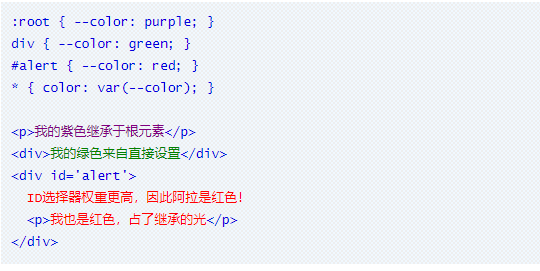 :root { --color: purple; }
div { --color: green; }
#alert { --color: red; }
* { color: var(--color); }
<p>我的紫色继承于根元素</p>
<div>我的绿色来自直接设置</div>
<div id='alert'>
ID选择器权重更高，因此阿拉是红色！
<p>我也是红色，占了继承的光</p>
</div>